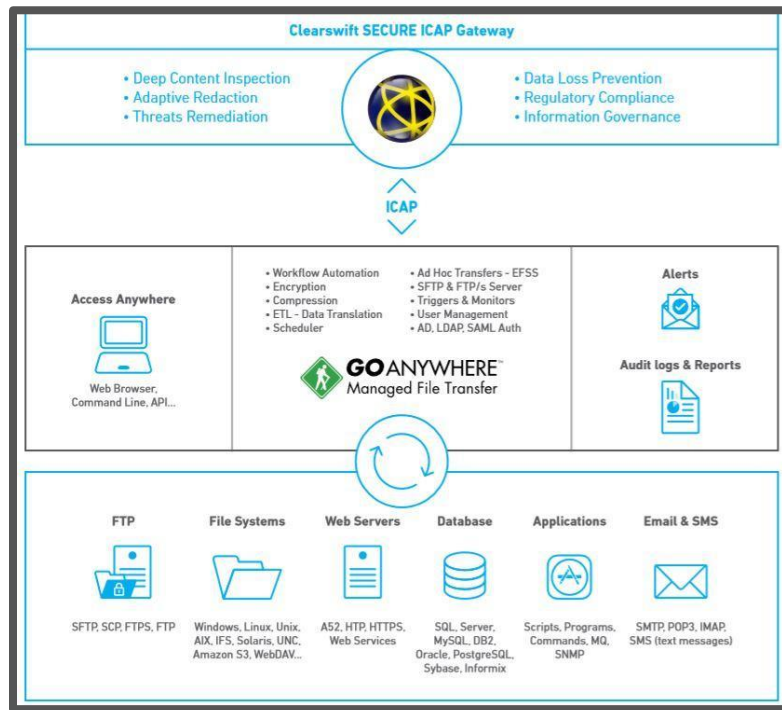 Clearswift SECURE ICAP Gateway
• Deep Content Inspection
• Adaptive Redaction
• Threats Remediation
• Data Loss Prevention
• Regulatory Compliance
• Information Governance
ICAP
Access Anywhere
Web Browser,
Command Line, API...
• Workflow Automation
• Encryption
• Compression
• ETL - Data Translation
• Scheduler
• Ad Hoc Transfers - EFSS
• SFTP & FTP/s Server
• Triggers & Monitors
• User Management
• AD, LDAP, SAML Auth
GOANYWHERE™
Managed File Transfer
Alerts
Audit logs & Reports
FTP
SFTP, SCP, FTPS, FTP
File Systems
Windows, Linux, Unix,
AIX, IFS, Solaris, UNC,
Amazon S3, WebDAV...
Web Servers
A52, HTP, HTTPS,
Web Services
Database
SQL, Server,
MySQL, DB2,
Oracle, PostgreSQL,
Sybase, Informix
Applications
Scripts, Programs,
Commands, MQ,
SNMP
Email & SMS
SMTP, POP3, IMAP,
SMS (text messages)